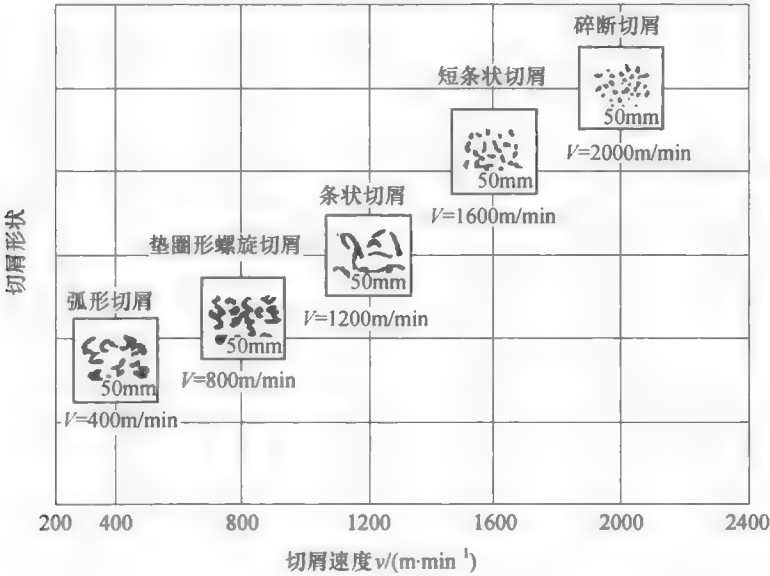 碎断切屑
50mm
V=2000m/min
短条状切屑
50mm
V=1600m/min
条状切屑
50mm
V=1200m/min
垫圈形螺旋切屑
50mm
V=800m/min
弧形切屑
50mm
V=400m/min
切屑形状
200 400 800 1200 1600 2000 2400
切屑速度v/(m·min⁻¹)